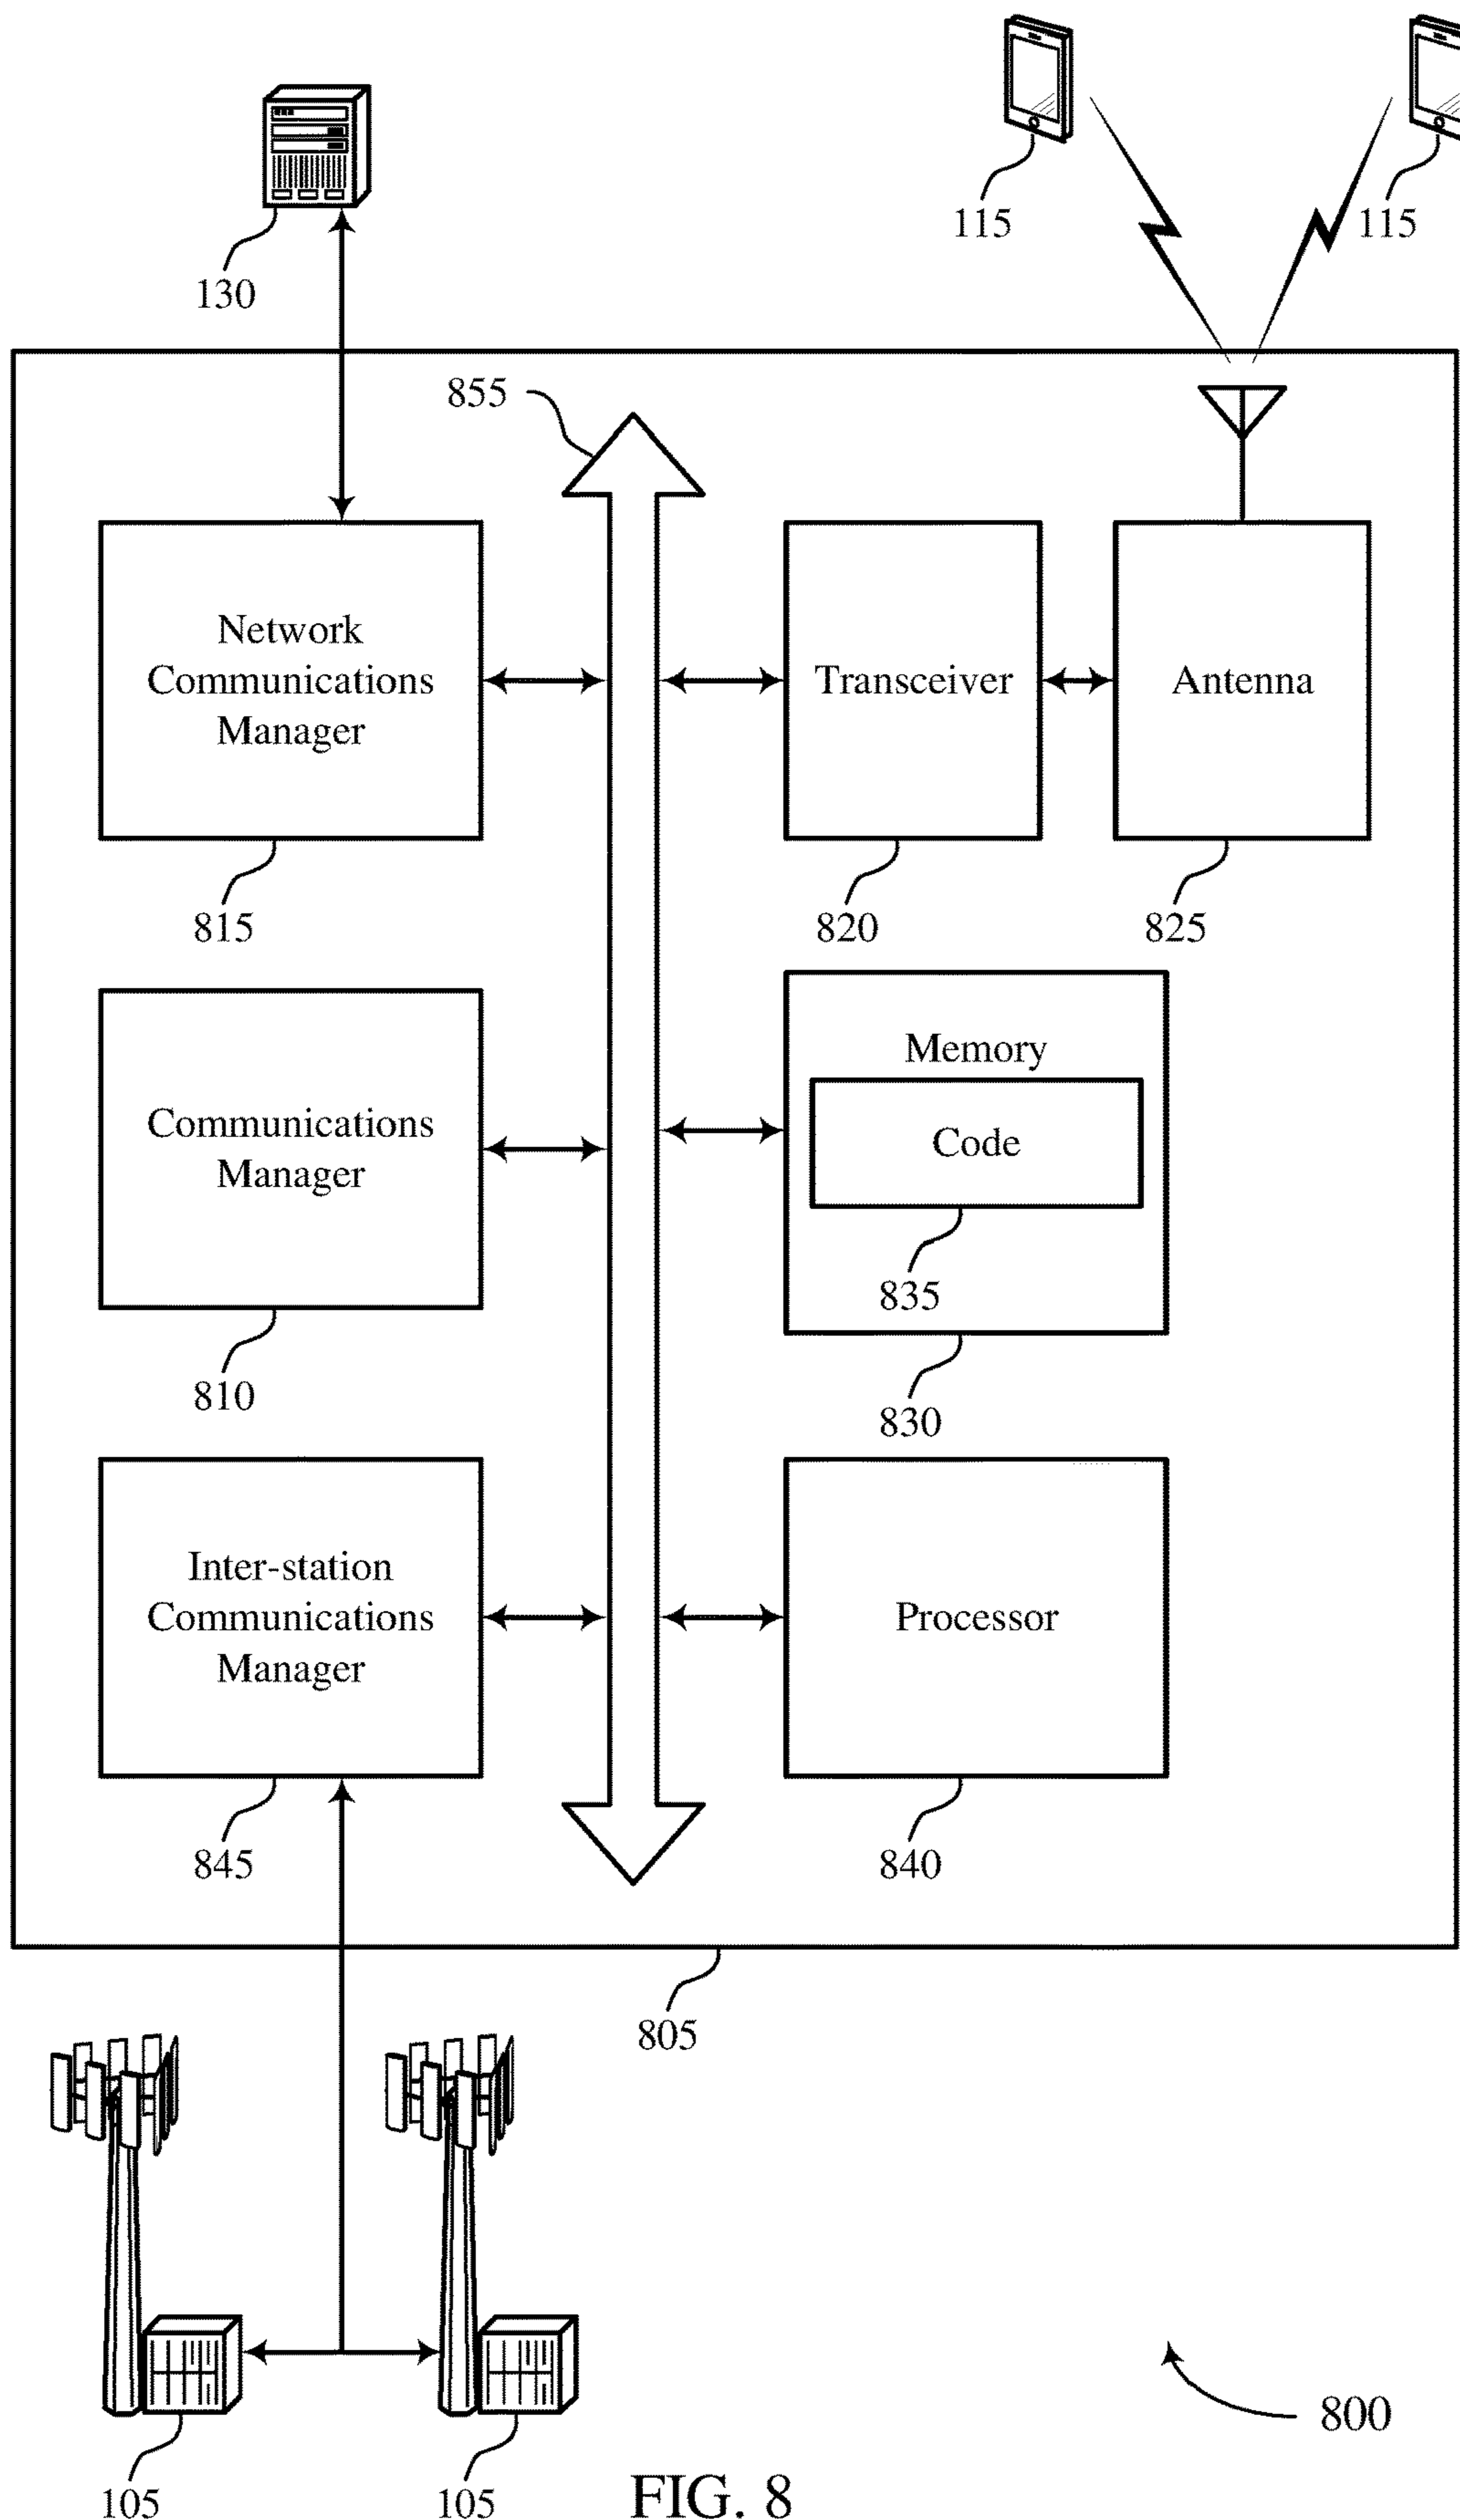 115
115
130
855
Network
Communications
Manager
Transceiver
Antenna
815
820
825
Memory
Communications
Manager
Code
835
810
830
Inter-station
Communications
Manager
Processor
845
840
805
800
105
105
FIG. 8